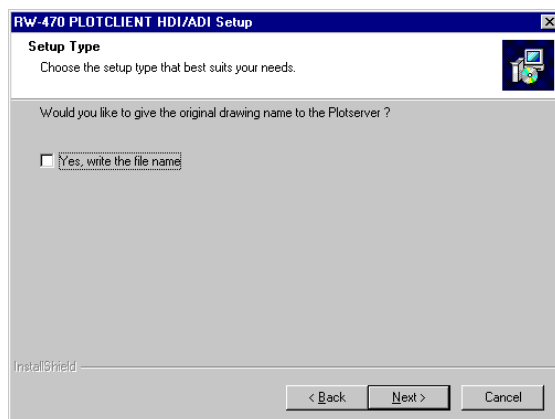 RW-470 PLOTCLIENT HDI/ADI Setup
Setup Type
Choose the setup type that best suits your needs.
Would you like to give the original drawing name to the Plotserver ?
Yes, write the file name
InstallShield
< Back Next > Cancel